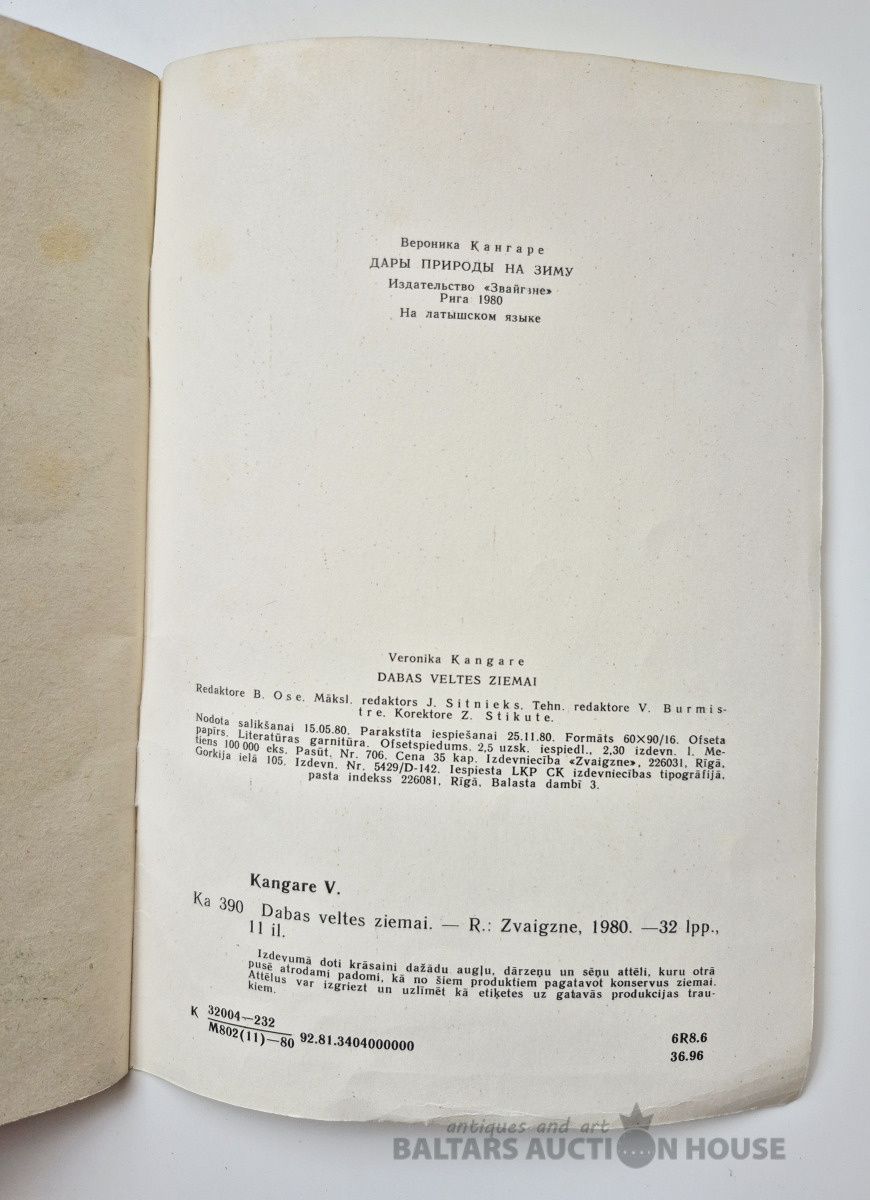 Вероника Кангаре
ДАРЫ ПРИРОДЫ НА ЗИМУ
Издательство «Звайгзне»
Рига 1980
На латышском языке
Veronika Kangare
DABAS VELTES ZIEMAI
Redaktore B. Ose. Māksl. redaktors J. Sitnieks. Tehn. redaktore V. Burmis-
tre. Korektore Z. Stikute.
Nodota salikšanai 15.05.80. Parakstīta iespiešanai 25.11.80. Formāts 60×90/16. Ofseta
papīrs. Literatūras garnitūra. Ofsetspiedums. 2,5 uzsk. iespiedl., 2,30 izdevn. l. Me-
tiens 100 000 eks. Pasūt. Nr. 706. Cena 35 kap. Izdevniecība «Zvaigzne», 226031, Rīgā,
Gorkija ielā 105. Izdevn. Nr. 5429/D-142. Iespiesta LKP CK izdevniecības tipogrāfijā,
pasta indekss 226081, Rīgā, Balasta dambī 3.
Kangare V.
Ka 390 Dabas veltes ziemai. — R.: Zvaigzne, 1980. —32 lpp.,
11 il.
Izdevumā doti krāsaini dažādu augļu, dārzeņu un sēņu attēli, kuru otrā
pusē atrodami padomi, kā no šiem produktiem pagatavot konservus ziemai.
Attēlus var izgriezt un uzlīmēt kā etiķetes uz gatavās produkcijas trau-
kiem.
K 32004—232
M802(11)—80 92.81.3404000000
6R8.6
36.96
antiques and art
BALTARS AUCTION HOUSE